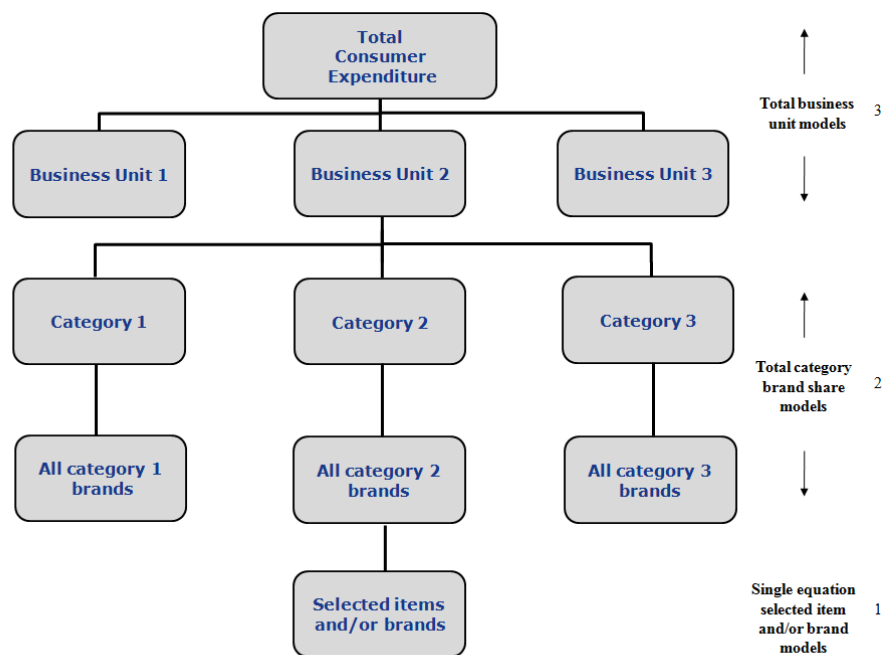 Total
Consumer
Expenditure
Total business
unit models
3
Business Unit 1
Business Unit 2
Business Unit 3
Category 1
Category 2
Category 3
Total category
brand share
models
2
All category 1
brands
All category 2
brands
All category 3
brands
Selected items
and/or brands
Single equation
selected item
and/or brand
models
1